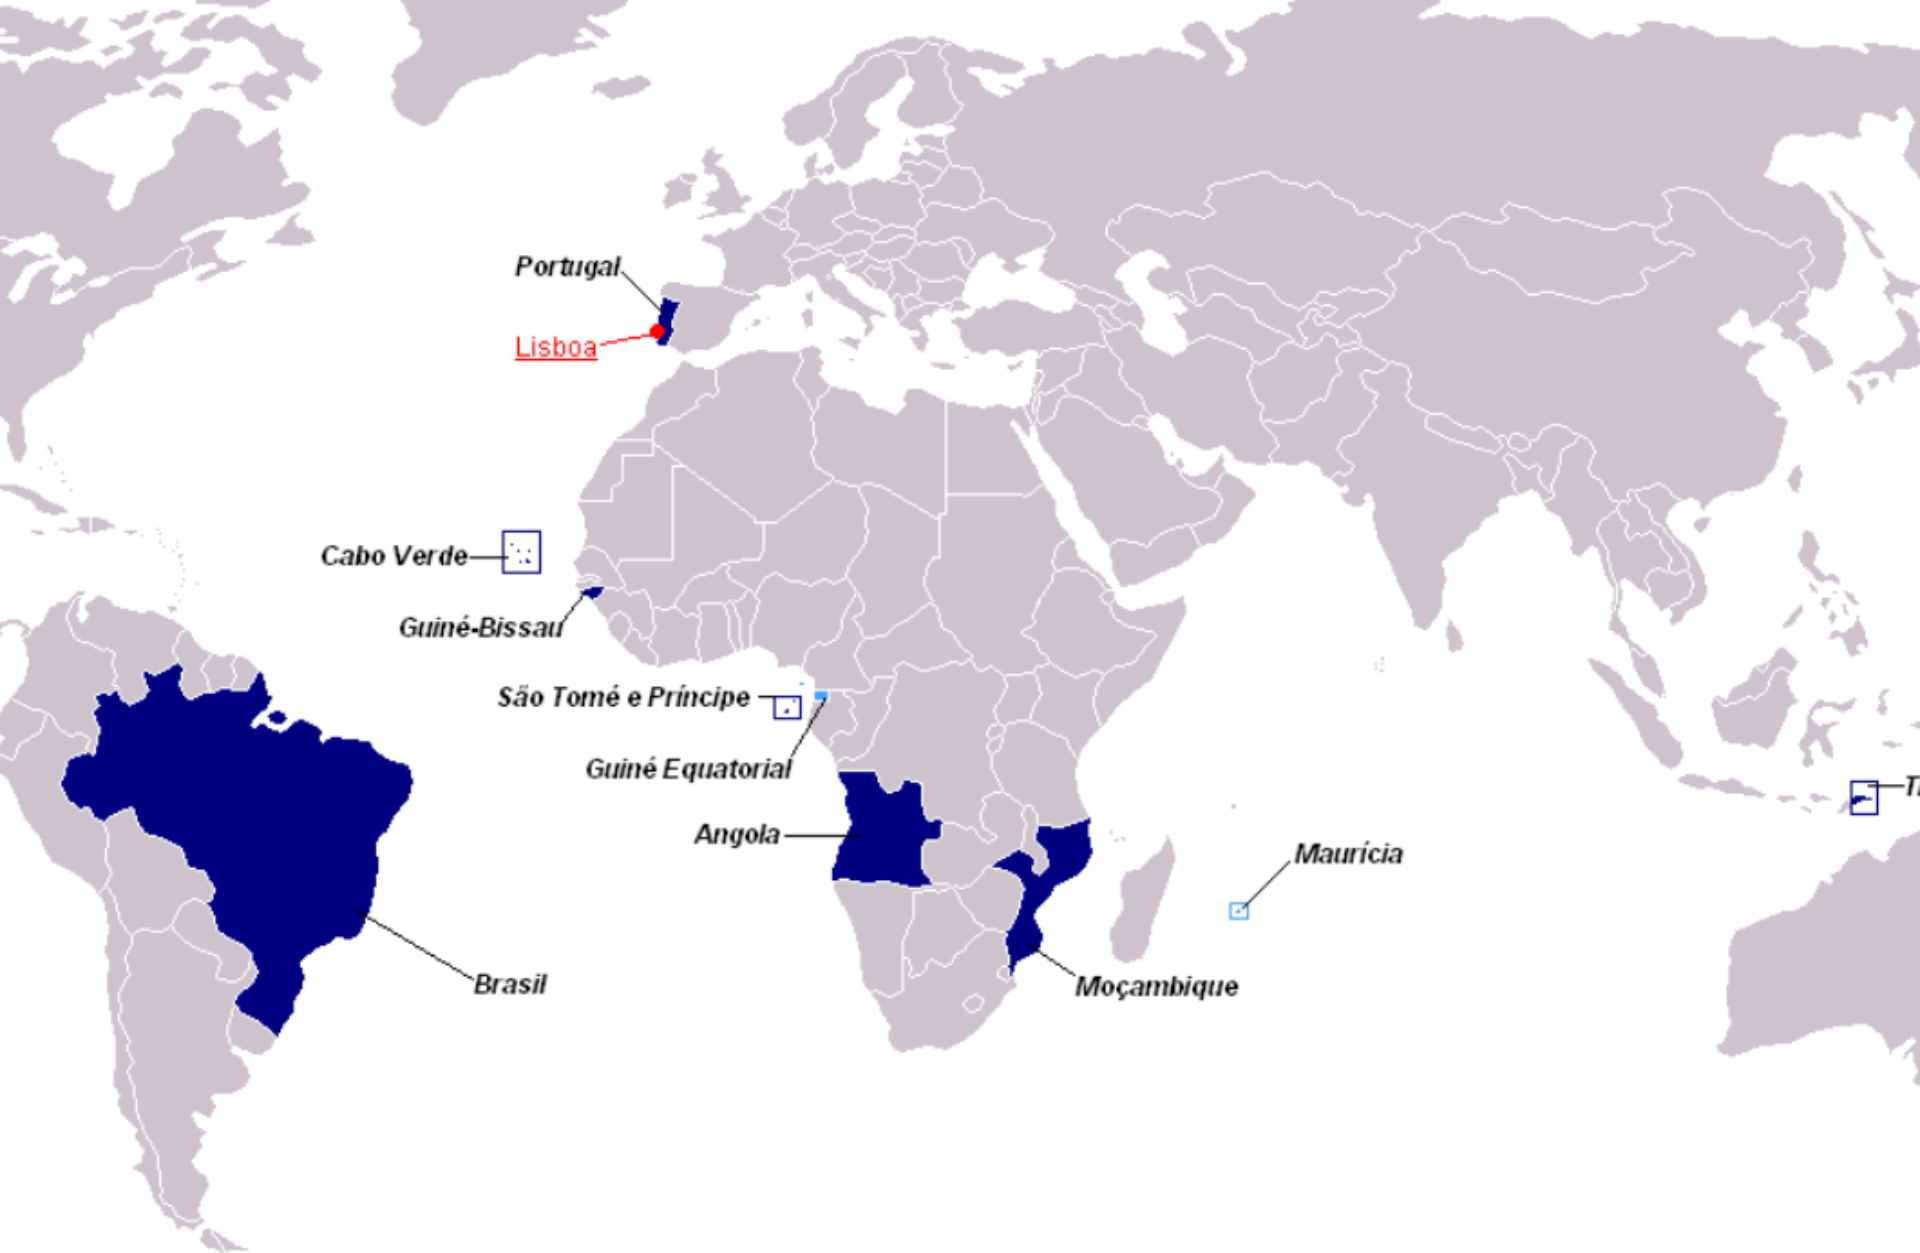 Portugal
Lisboa
Cabo Verde
Guiné-Bissau
São Tomé e Príncipe
Guiné Equatorial
Angola
Maurícia
Brasil
Moçambique